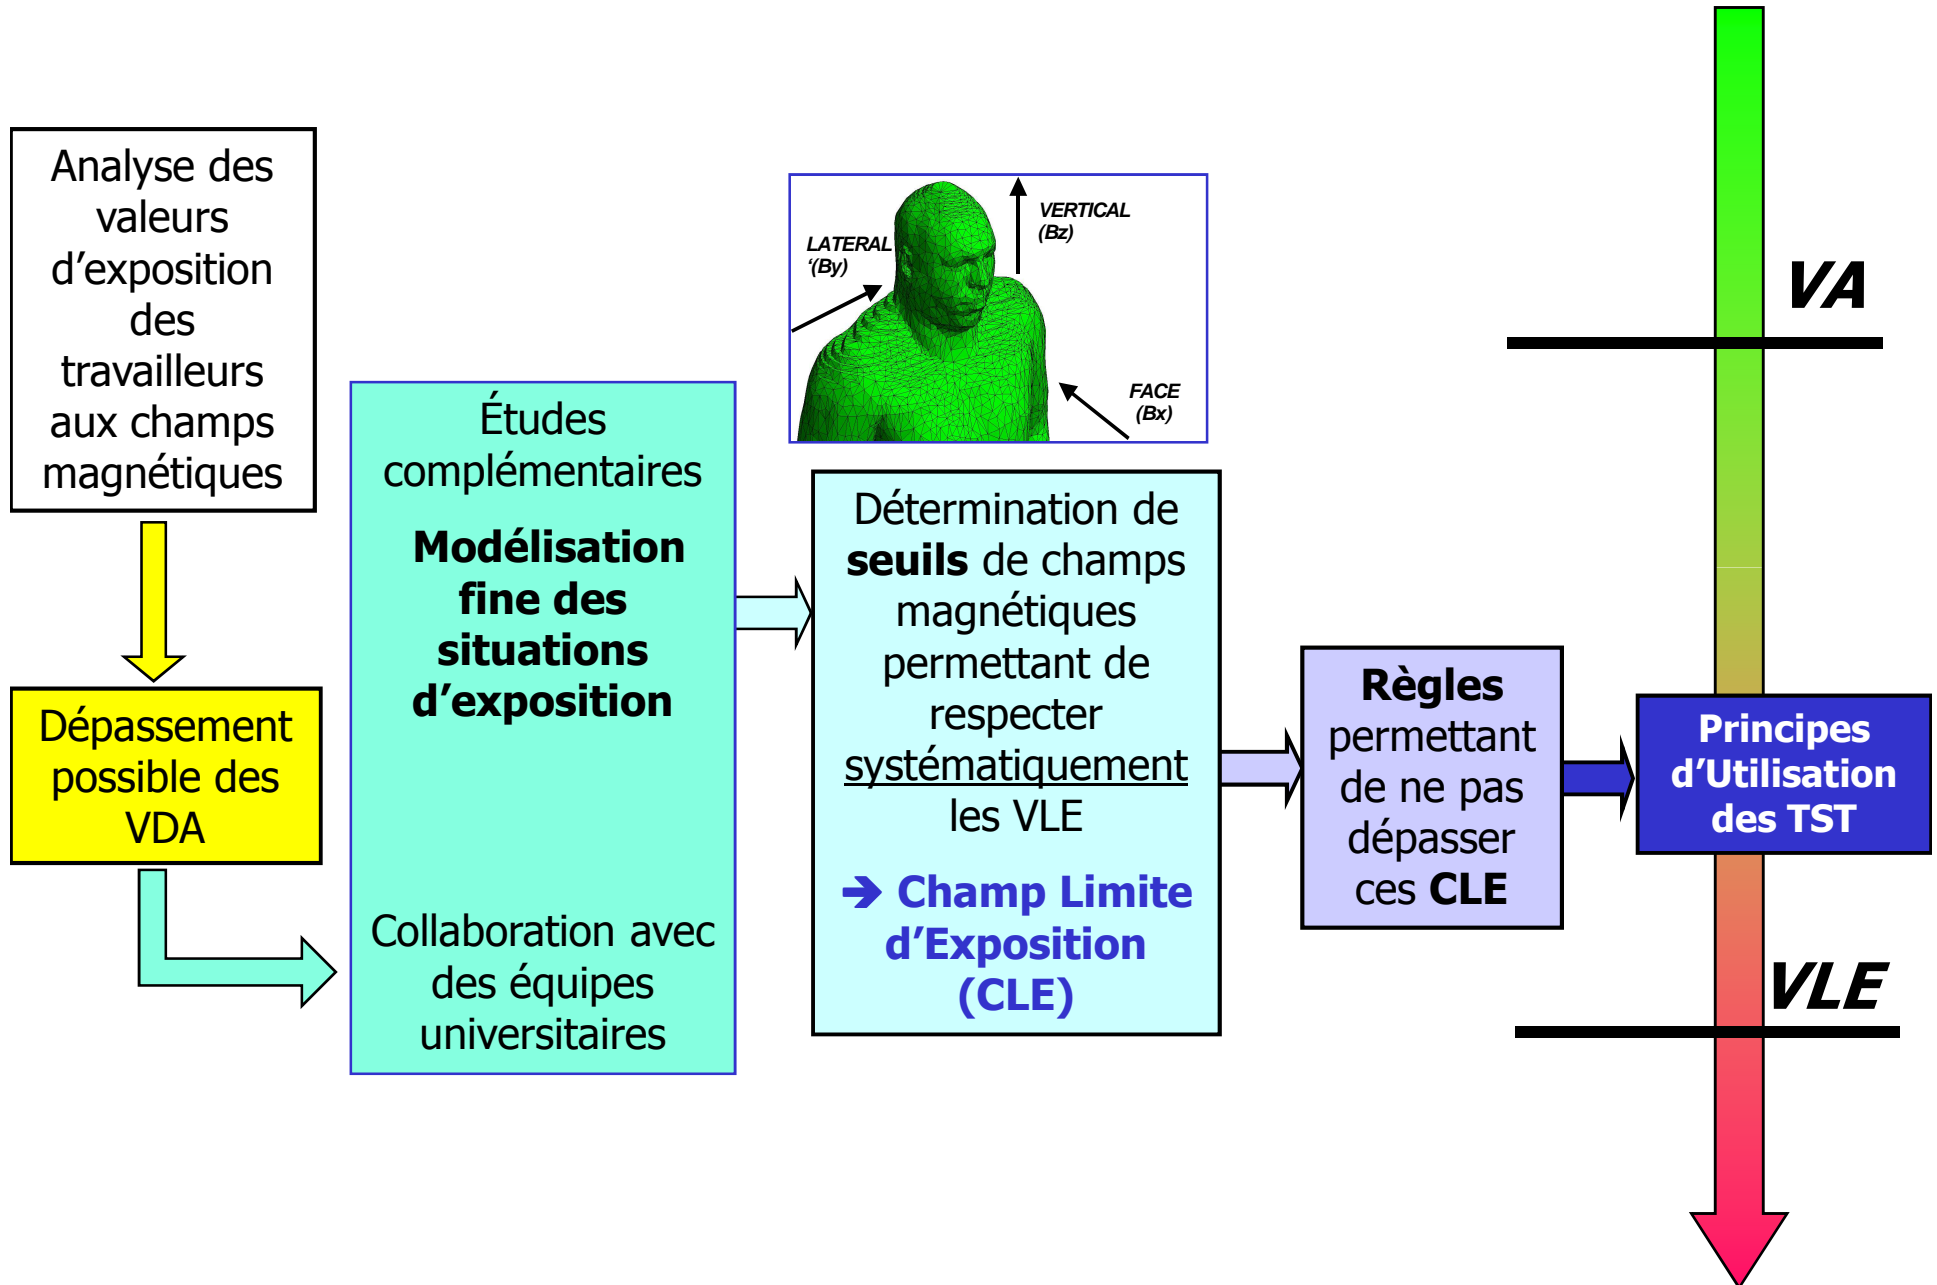 Analyse des
valeurs
d’exposition
des
travailleurs
aux champs
magnétiques
Dépassement
possible des
VDA
Études
complémentaires
Modélisation
fine des
situations
d’exposition
Collaboration avec
des équipes
universitaires
LATERAL
‘(By)
VERTICAL
(Bz)
FACE
(Bx)
Détermination de
seuils de champs
magnétiques
permettant de
respecter
systématiquement
les VLE
➔ Champ Limite
d’Exposition
(CLE)
Règles
permettant
de ne pas
dépasser
ces CLE
Principes
d’Utilisation
des TST
VA
VLE